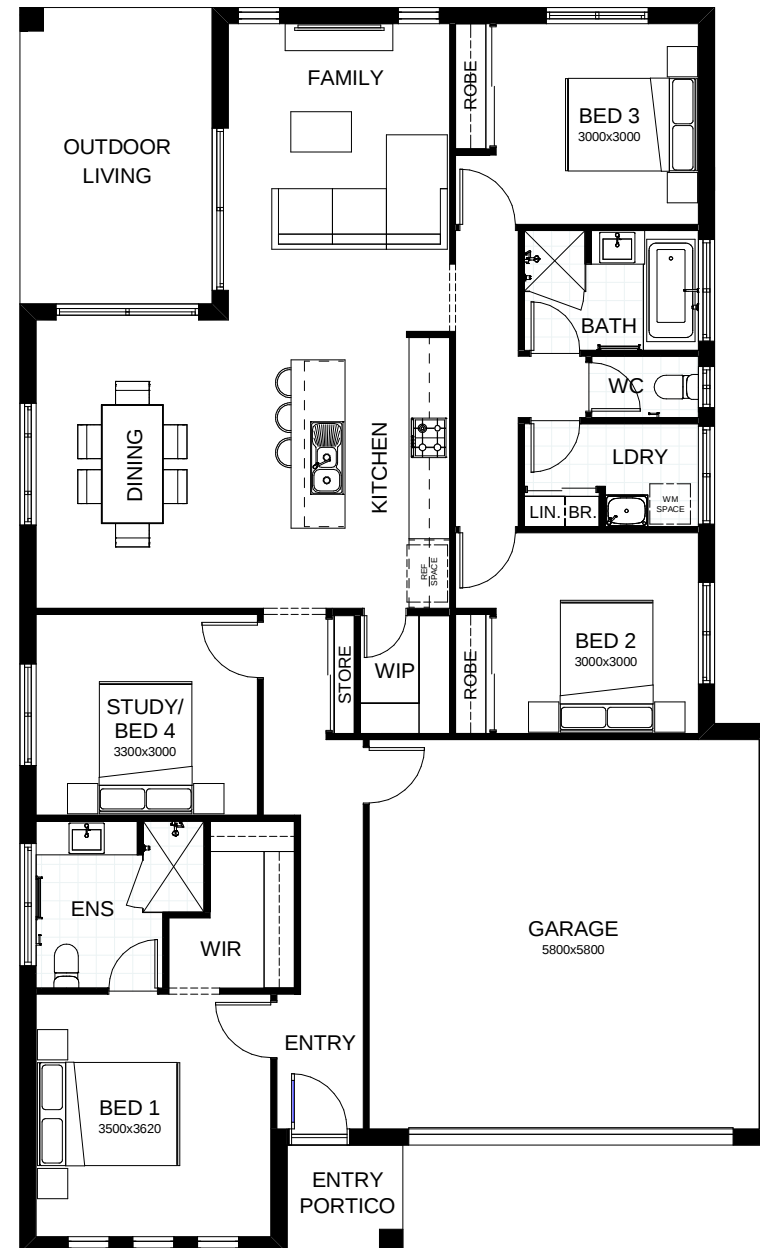 FAMILY
ROBE
BED 3
3000x3000
OUTDOOR
LIVING
BATH
WC
DINING
KITCHEN
LDRY
LIN. BR.
WM
SPACE
REF
SPACE
STUDY/
BED 4
3300x3000
STORE
WIP
ROBE
BED 2
3000x3000
ENS
WIR
GARAGE
5800x5800
ENTRY
BED 1
3500x3620
ENTRY
PORTICO